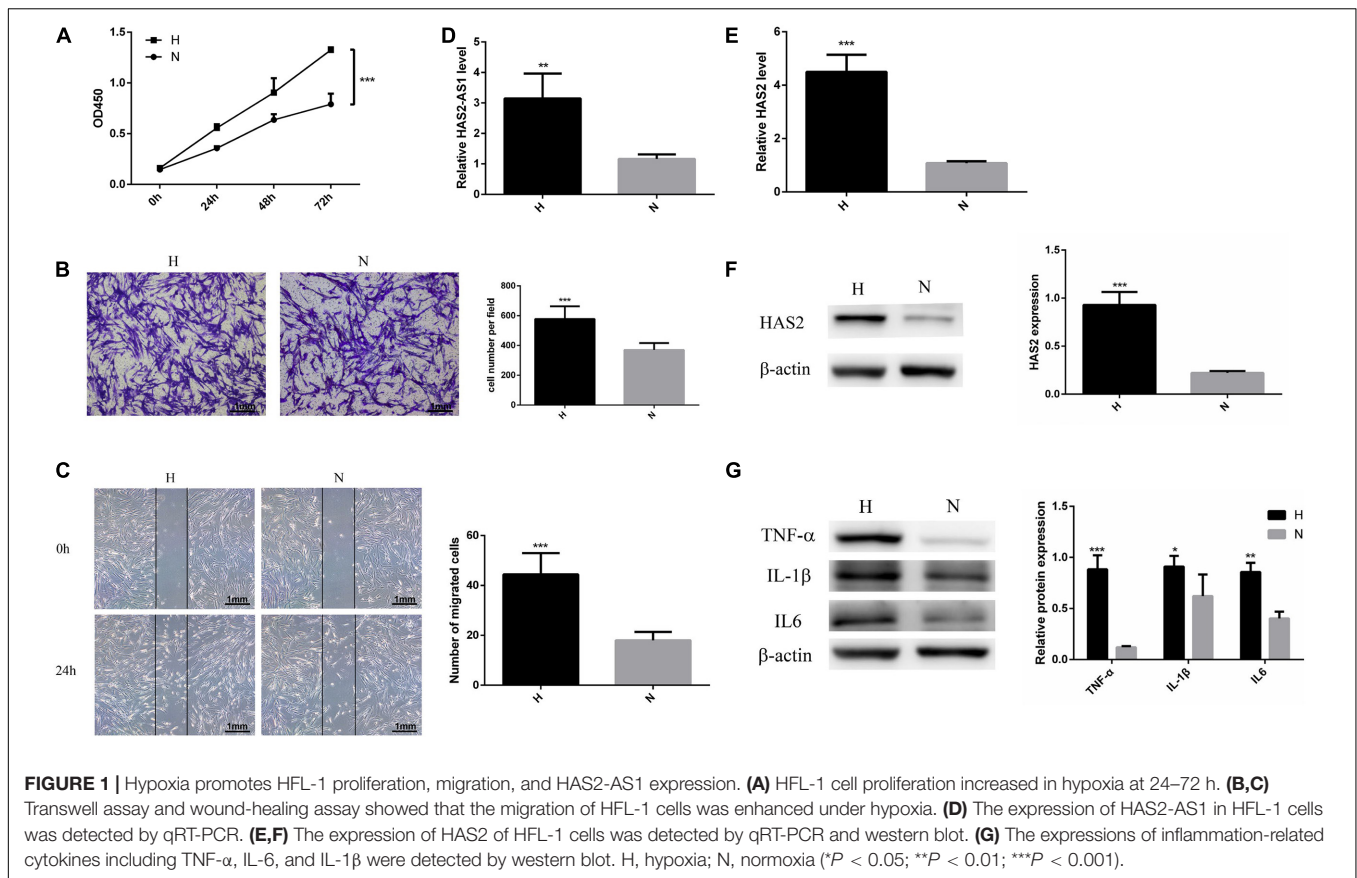 A
H
N
OD450
1.5
1.0
0.5
0.0
0h
24h
48h
72h
***
D
Relative HAS2-AS1 level
5
4
3
2
1
0
**
H
N
E
Relative HAS2 level
6
4
2
0
***
H
N
B
H
N
cell number per field
800
600
400
200
0
***
H
N
F
H
N
HAS2
β-actin
HAS2 expression
1.5
1.0
0.5
0.0
***
H
N
C
H
N
0h
1mm
1mm
24h
1mm
1mm
Number of migrated cells
60
40
20
0
***
H
N
G
H
N
TNF-α
IL-1β
IL6
β-actin
Relative protein expression
1.5
1.0
0.5
0.0
H
N
***
*
**
TNF-α
IL-1β
IL6
FIGURE 1 | Hypoxia promotes HFL-1 proliferation, migration, and HAS2-AS1 expression. (A) HFL-1 cell proliferation increased in hypoxia at 24–72 h. (B,C)
Transwell assay and wound-healing assay showed that the migration of HFL-1 cells was enhanced under hypoxia. (D) The expression of HAS2-AS1 in HFL-1 cells
was detected by qRT-PCR. (E,F) The expression of HAS2 of HFL-1 cells was detected by qRT-PCR and western blot. (G) The expressions of inflammation-related
cytokines including TNF-α, IL-6, and IL-1β were detected by western blot. H, hypoxia; N, normoxia (*P < 0.05; **P < 0.01; ***P < 0.001).